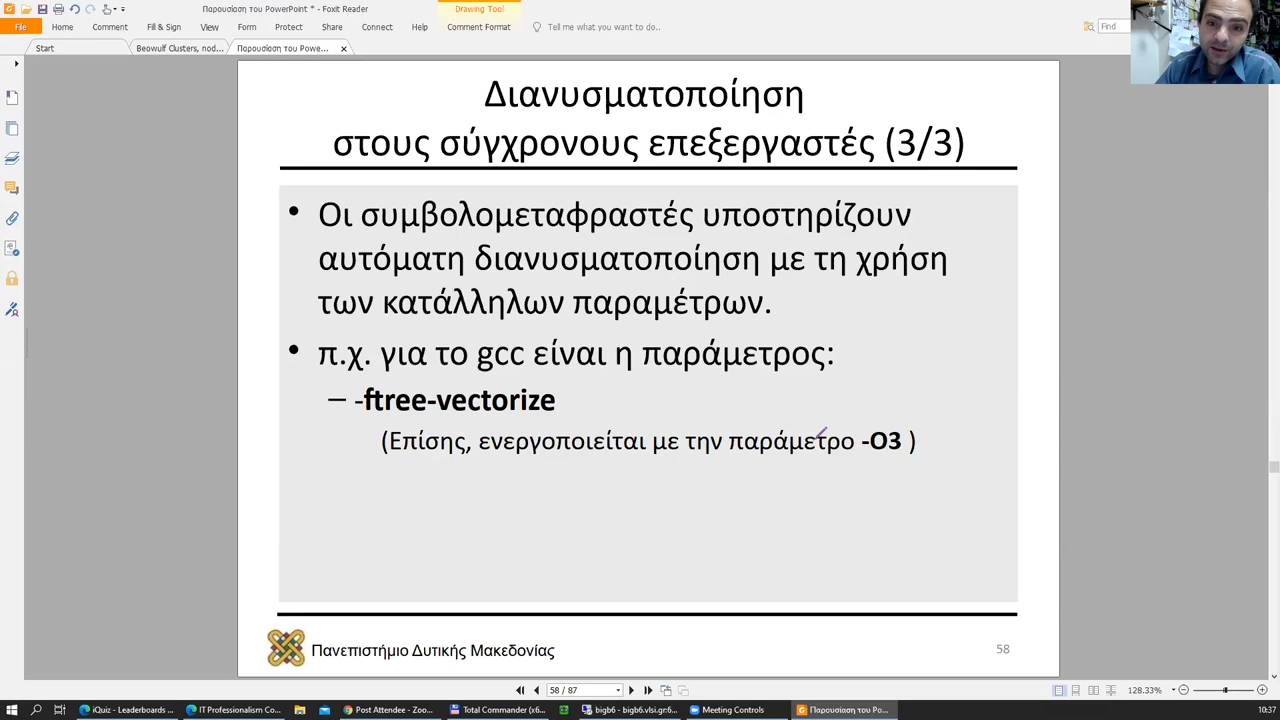 Παρουσίαση του PowerPoint * - Foxit Reader
Drawing Tool
File Home Comment Fill & Sign View Form Protect Share Connect Help Comment Format Tell me what you want to do.. Find
Start Beowulf Clusters, nod... Παρουσίαση του Powe...
Διανυσματοποίηση
στους σύγχρονους επεξεργαστές (3/3)
• Οι συμβολομεταφραστές υποστηρίζουν
αυτόματη διανυσματοποίηση με τη χρήση
των κατάλληλων παραμέτρων.
• π.χ. για το gcc είναι η παράμετρος:
– -ftree-vectorize
(Επίσης, ενεργοποιείται με την παράμετρο -O3 )
Πανεπιστήμιο Δυτικής Μακεδονίας
58
58 / 87
128.33%
iQuiz - Leaderboards ... IT Professionalism Co... Post Attendee - Zoo... Total Commander (x6... bigb6 - bigb6.vlsi.gr:6... Meeting Controls Παρουσίαση του Po... 10:37